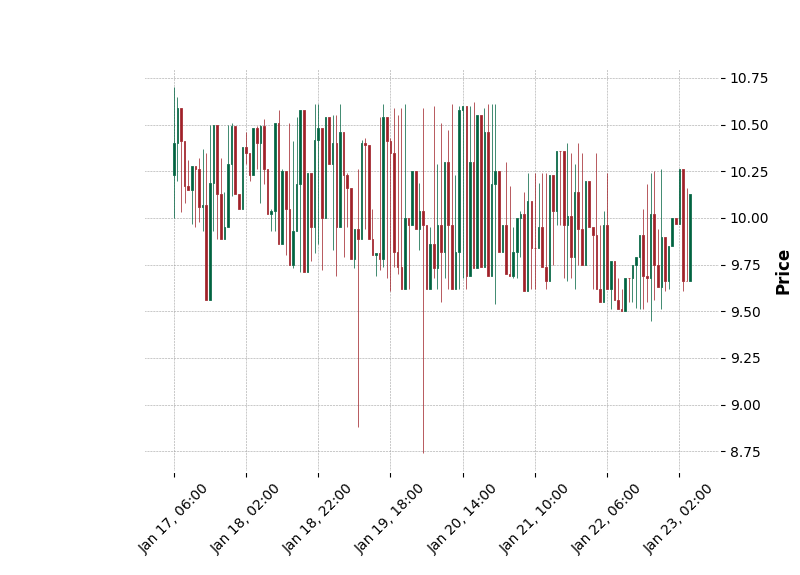 10.75
10.50
10.25
10.00
9.75
9.50
9.25
9.00
8.75
Price
Jan 17, 06:00
Jan 18, 02:00
Jan 18, 22:00
Jan 19, 18:00
Jan 20, 14:00
Jan 21, 10:00
Jan 22, 06:00
Jan 23, 02:00